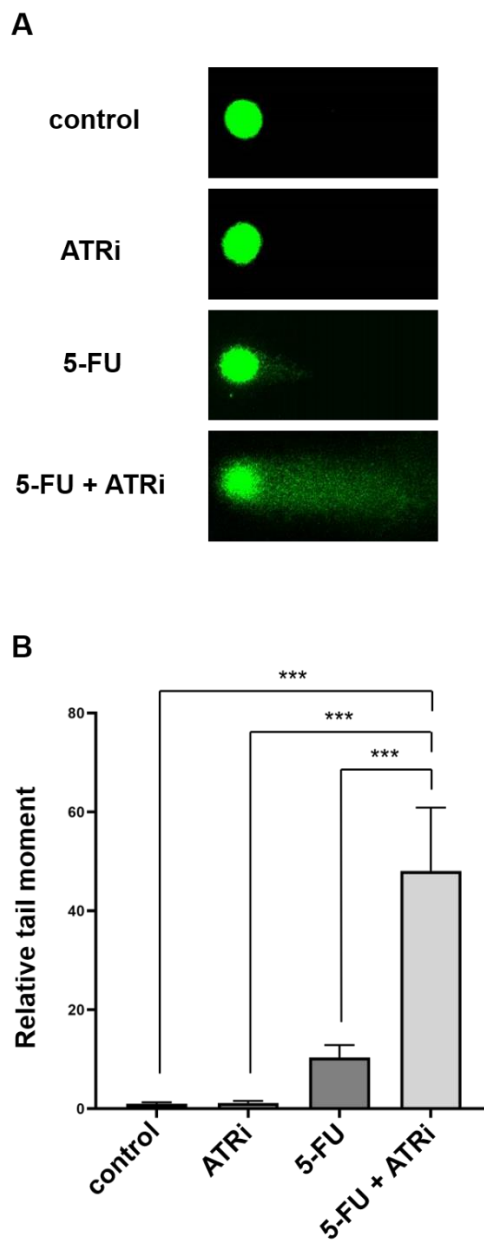 A
control
ATRi
5-FU
5-FU + ATRi
B
***
***
***
80
60
40
20
0
Relative tail moment
control
ATRi
5-FU
5-FU + ATRi